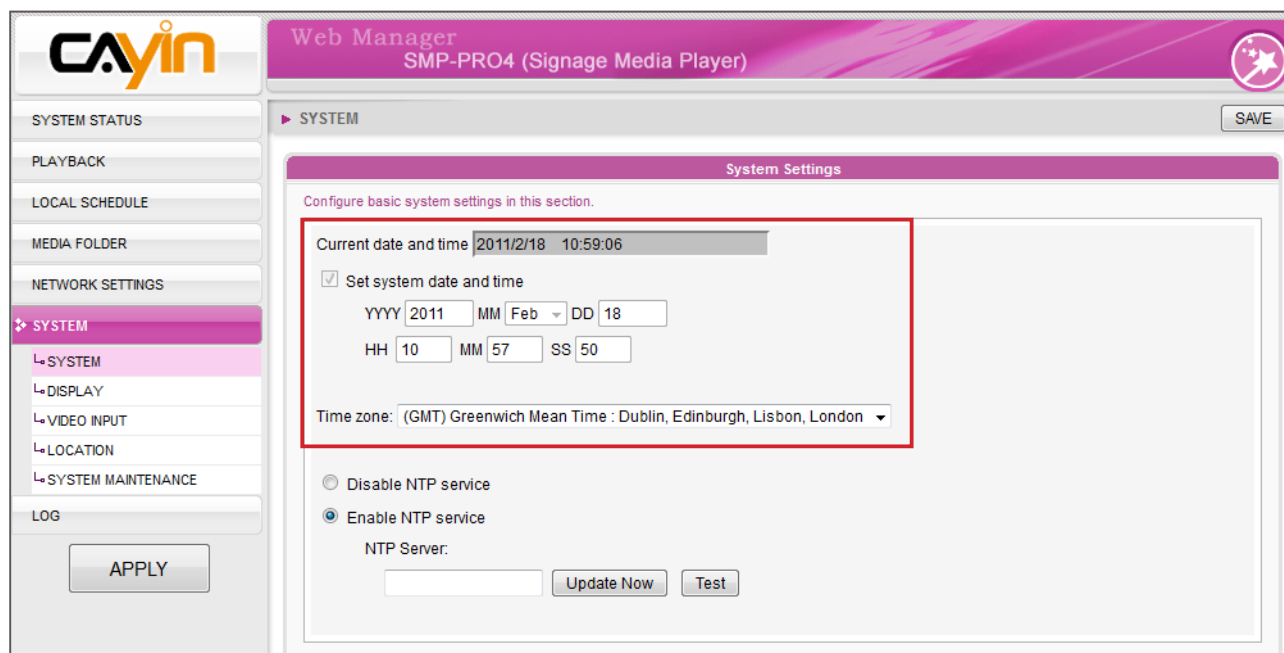 CAYIN
Web Manager
SMP-PRO4 (Signage Media Player)
SYSTEM STATUS
PLAYBACK
LOCAL SCHEDULE
MEDIA FOLDER
NETWORK SETTINGS
SYSTEM
SYSTEM
DISPLAY
VIDEO INPUT
LOCATION
SYSTEM MAINTENANCE
LOG
APPLY
SYSTEM
SAVE
System Settings
Configure basic system settings in this section.
Current date and time 2011/2/18 10:59:06
Set system date and time
YYYY 2011 MM Feb DD 18
HH 10 MM 57 SS 50
Time zone: (GMT) Greenwich Mean Time : Dublin, Edinburgh, Lisbon, London
Disable NTP service
Enable NTP service
NTP Server:
Update Now Test